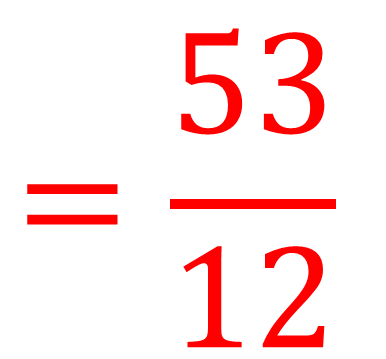 = 53/12